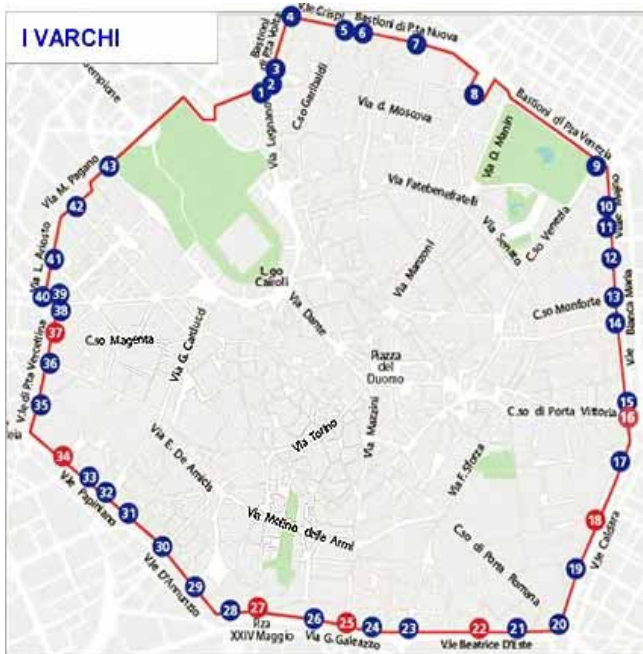 I VARCHI
V.le Crispi
Bastioni di P.ta Nuova
Bastioni
di P.ta Volta
4
5
6
7
3
2
1
8
Sempione
Via Legnano
C.so Garibaldi
Via d. Moscova
Via D. Manin
Bastioni di P.ta Venezia
9
43
Via M. Pagano
Via Fatebenefratelli
42
10
11
Via Senato
C.so Venezia
Via L. Ariosto
41
12
Via Manzoni
L.go
Cairoli
40
39
38
13
C.so Monforte
14
V.le Bianca Maria
Via Dante
37
C.so Magenta
Via G. Carducci
36
V.le di P.ta Vercellina
Piazza
del
Duomo
35
15
16
C.so di Porta Vittoria
Via Torino
Via Mazzini
34
33
32
31
V.le Papiniano
Via E. De Amicis
Via F. Sforza
17
18
V.le Caldara
Via Molino delle Armi
30
C.so di Porta Romana
29
V.le D'Annunzio
19
28
27
P.za
XXIV Maggio
26
25
Via G. Galeazzo
24
23
22
V.le Beatrice D'Este
21
20